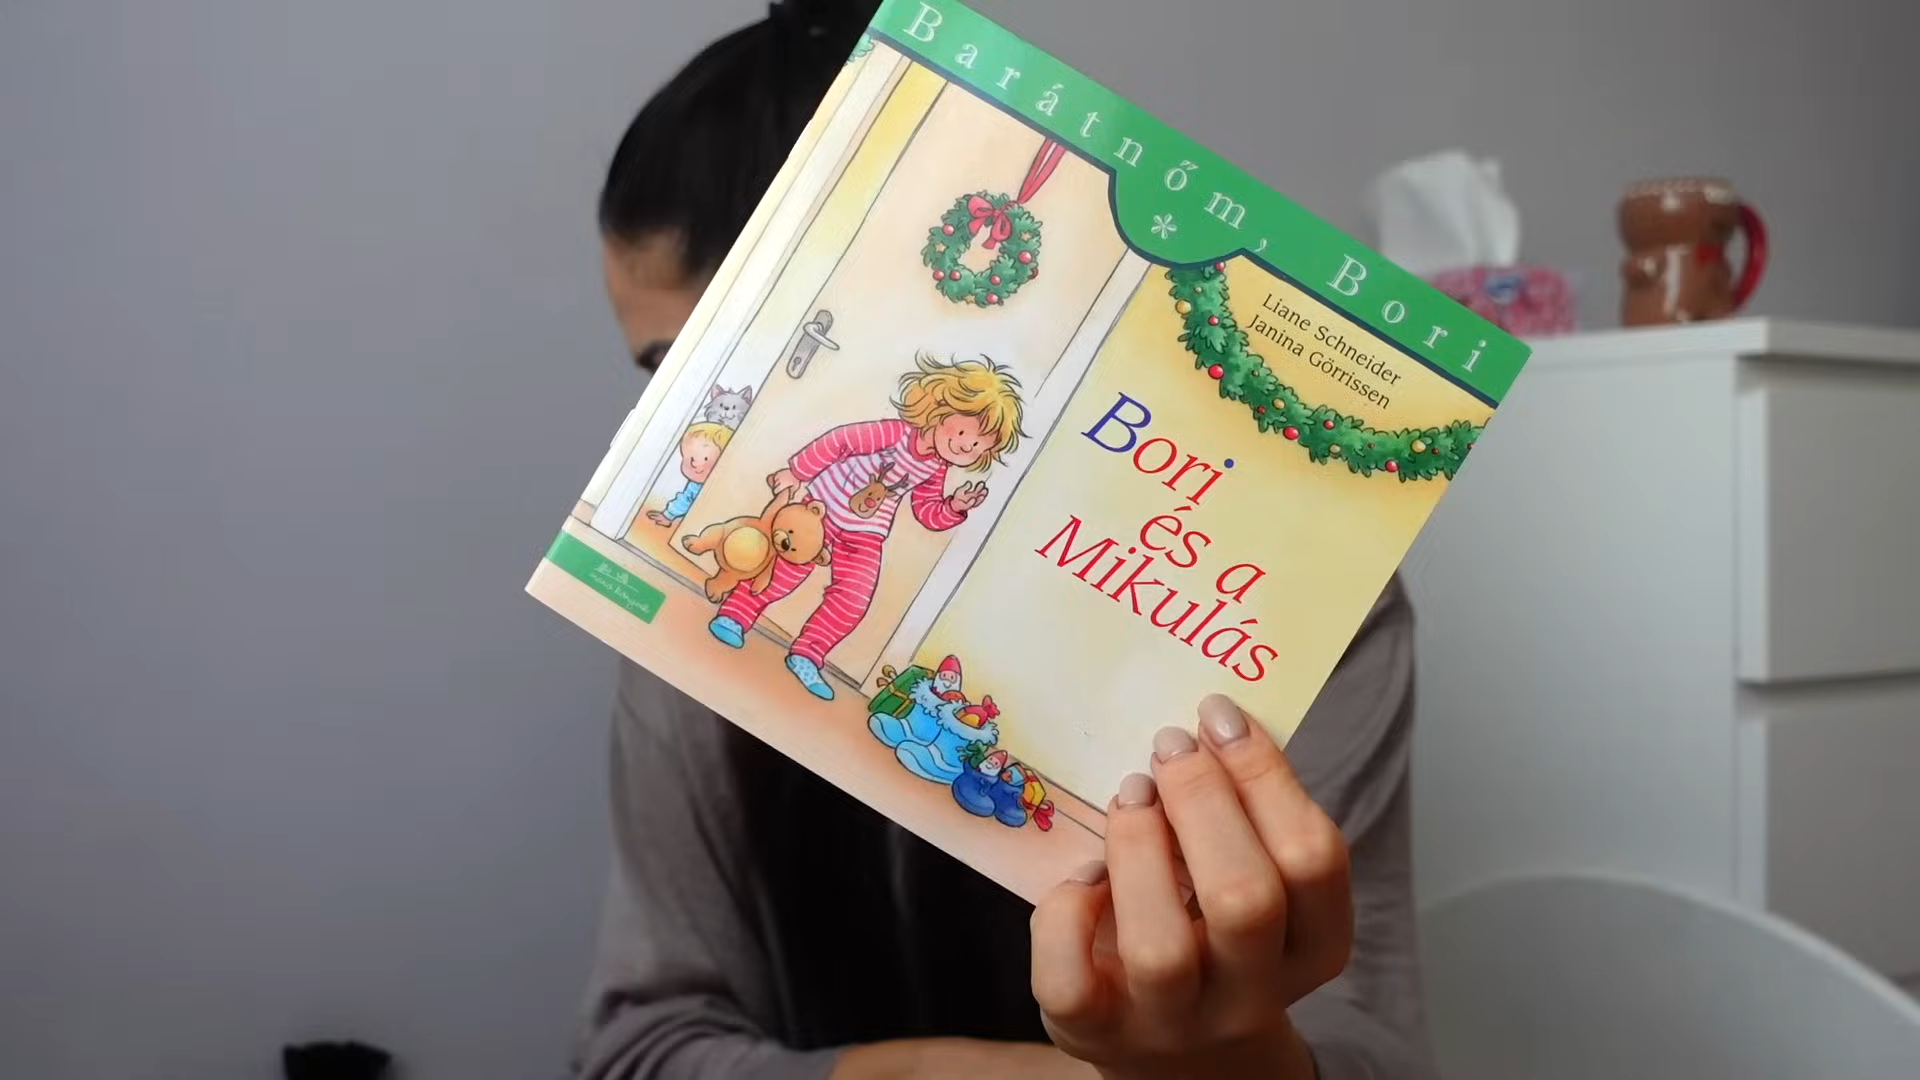 Barátnőm, Bori
Liane Schneider
Janina Görrissen
Bori
és a
Mikulás